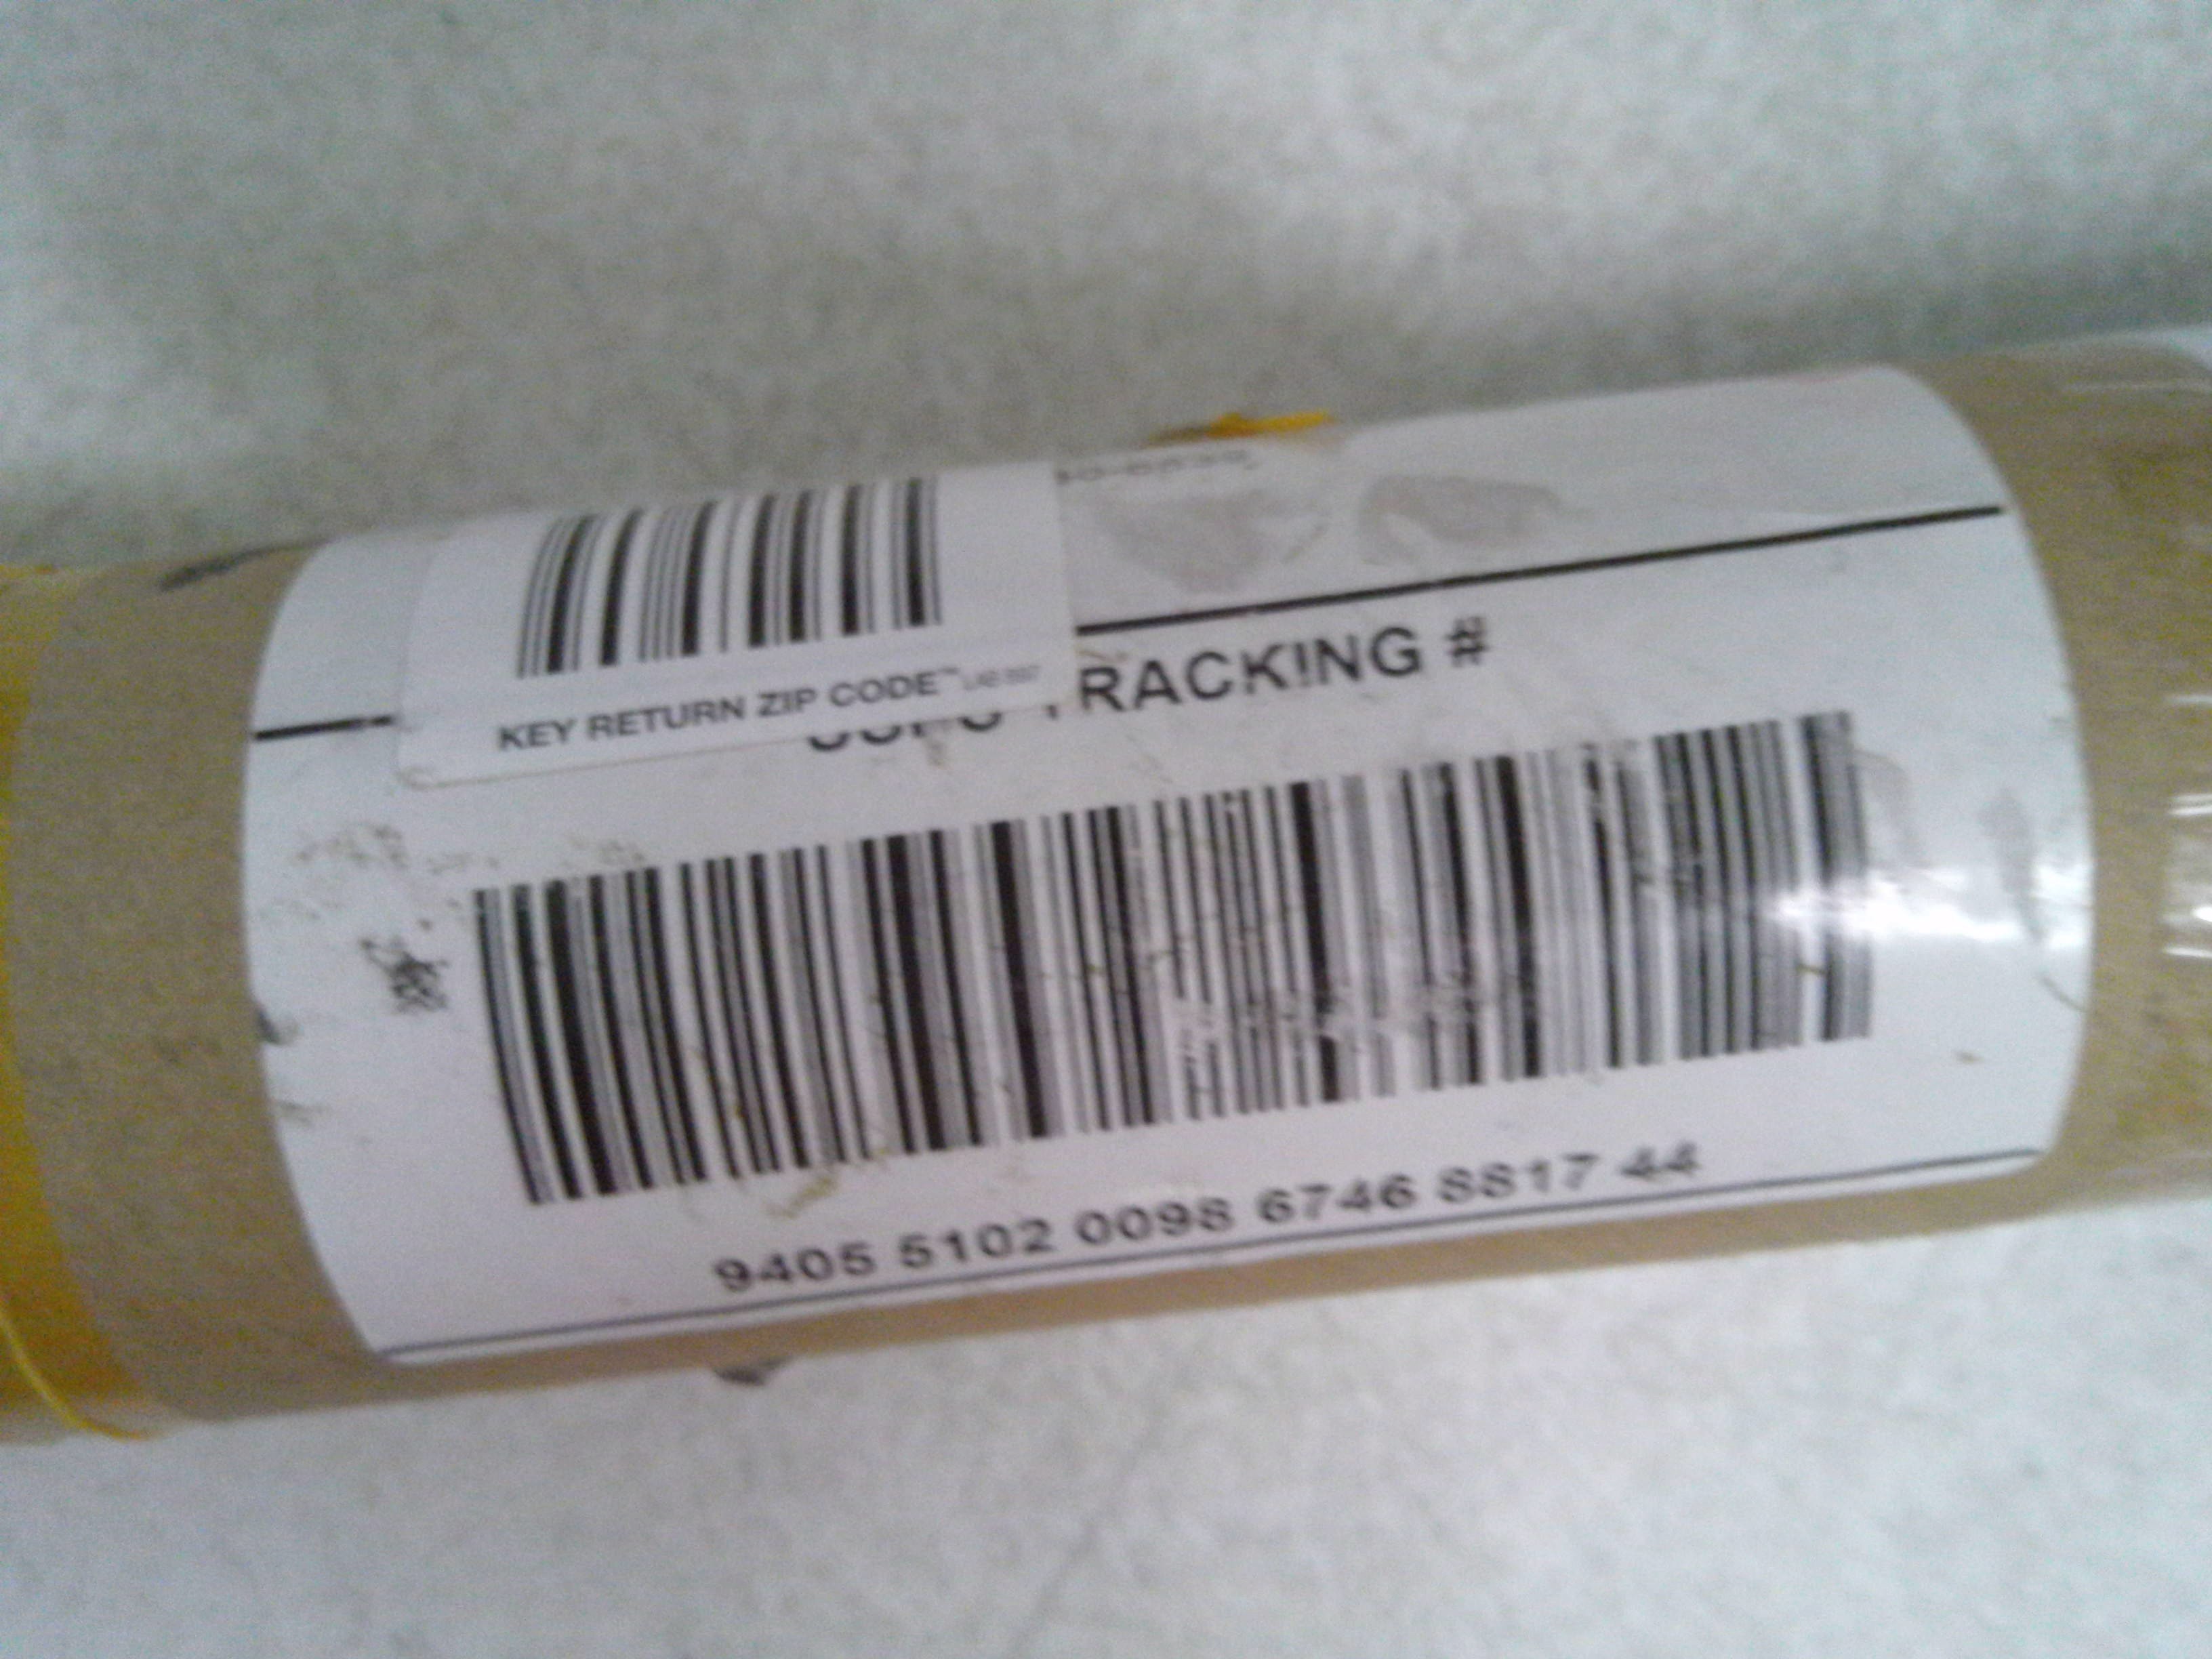 KEY RETURN ZIP CODE™
TRACKING #
9405 5102 0098 6746 8817 44